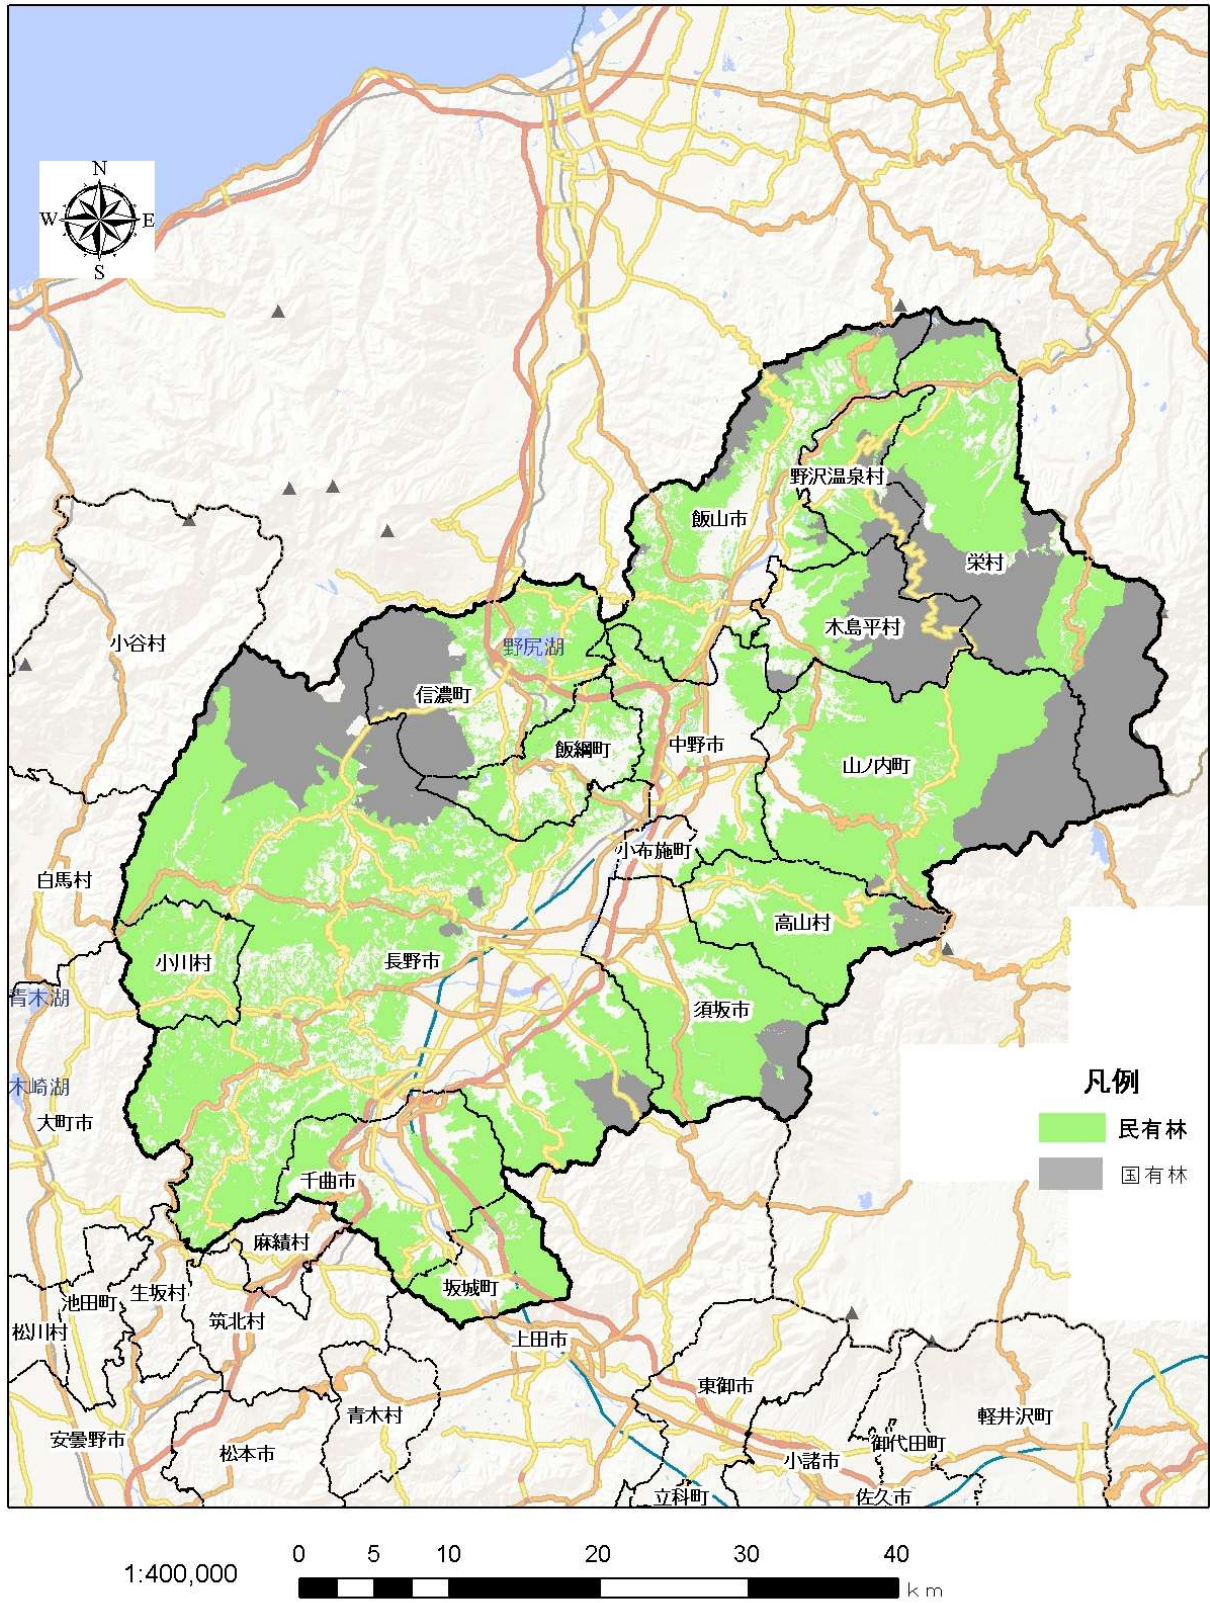 N
W E
S
野沢温泉村
飯山市
栄村
木島平村
小谷村
野尻湖
信濃町
飯綱町
中野市
山ノ内町
小布施町
白馬村
高山村
小川村
長野市
青木湖
須坂市
凡例
木崎湖
大町市
民有林
国有林
千曲市
麻績村
坂城町
生坂村
池田町
筑北村
松川村
上田市
東御市
青木村
軽井沢町
安曇野市
御代田町
松本市
小諸市
立科町
佐久市
0 5 10 20 30 40
1:400,000
km